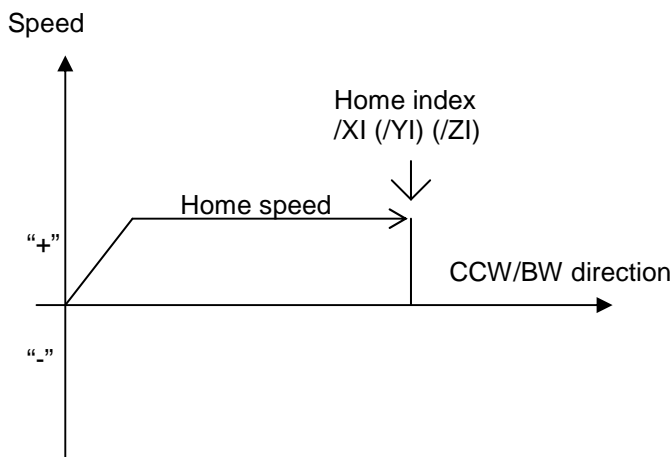 Speed
Home index
/XI (/YI) (/ZI)
Home speed
“+”
CCW/BW direction
“-”